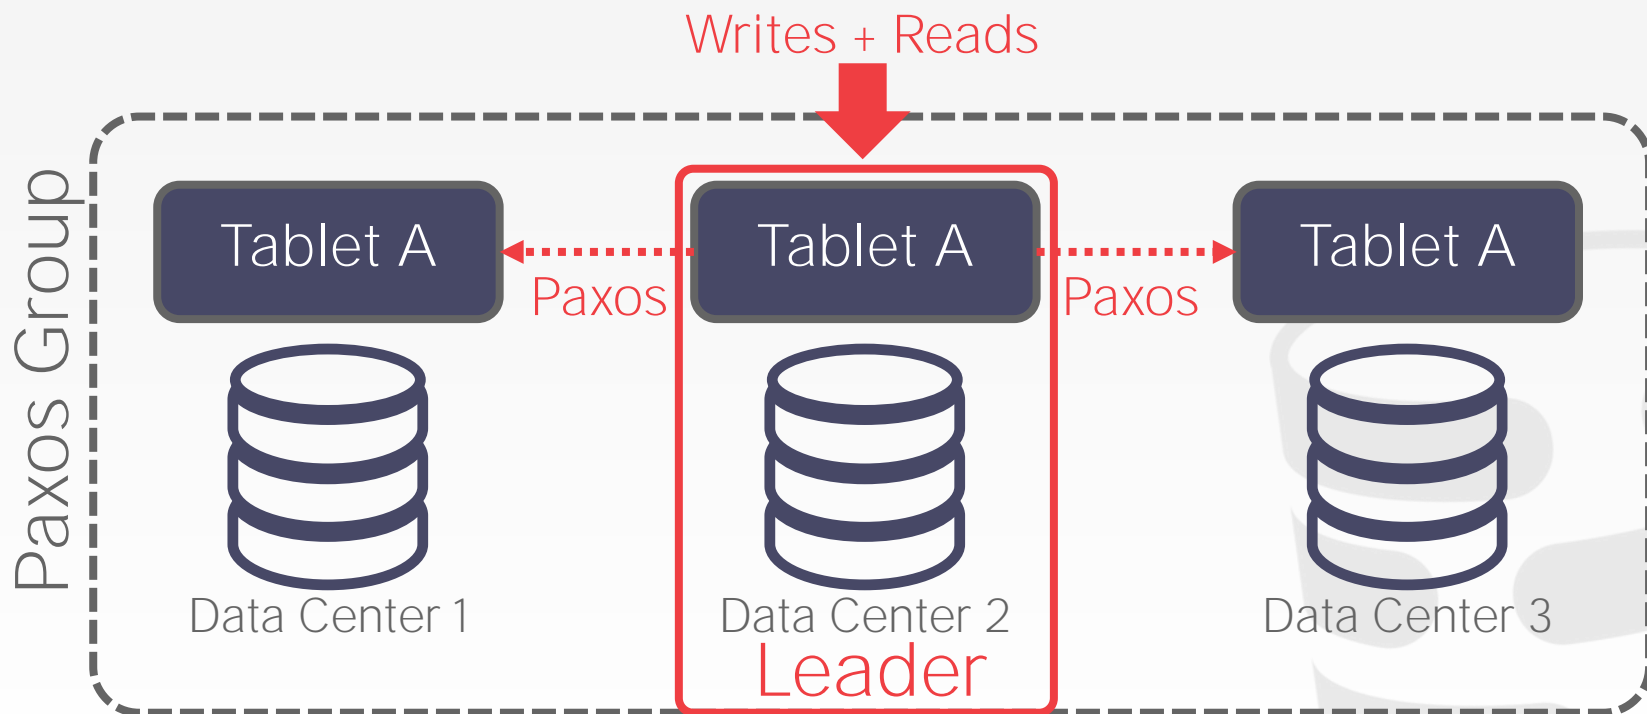 Writes + Reads
Paxos Group
Tablet A
Tablet A
Tablet A
Paxos
Paxos
Data Center 1
Data Center 2
Data Center 3
Leader